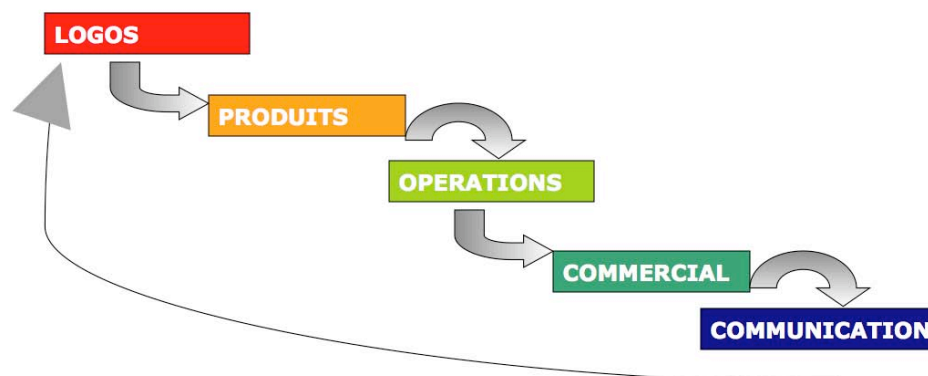 LOGOS
PRODUITS
OPERATIONS
COMMERCIAL
COMMUNICATION